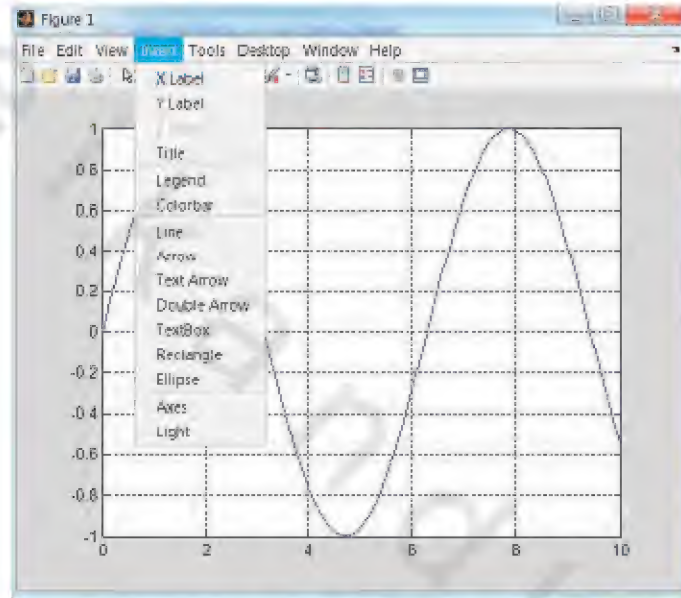 Figure 1
File Edit View Insert Tools Desktop Window Help
X Label
Y Label
Title
Legend
Colorbar
Line
Arrow
Text Arrow
Double Arrow
TextBox
Rectangle
Ellipse
Axes
Light
1
0.8
0.6
0.4
0.2
0
-0.2
-0.4
-0.6
-0.8
-1
0 2 4 6 8 10